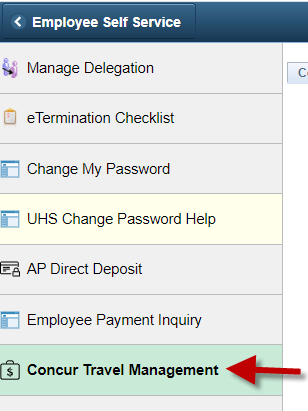 Employee Self Service
Manage Delegation
eTermination Checklist
Change My Password
UHS Change Password Help
AP Direct Deposit
Employee Payment Inquiry
Concur Travel Management